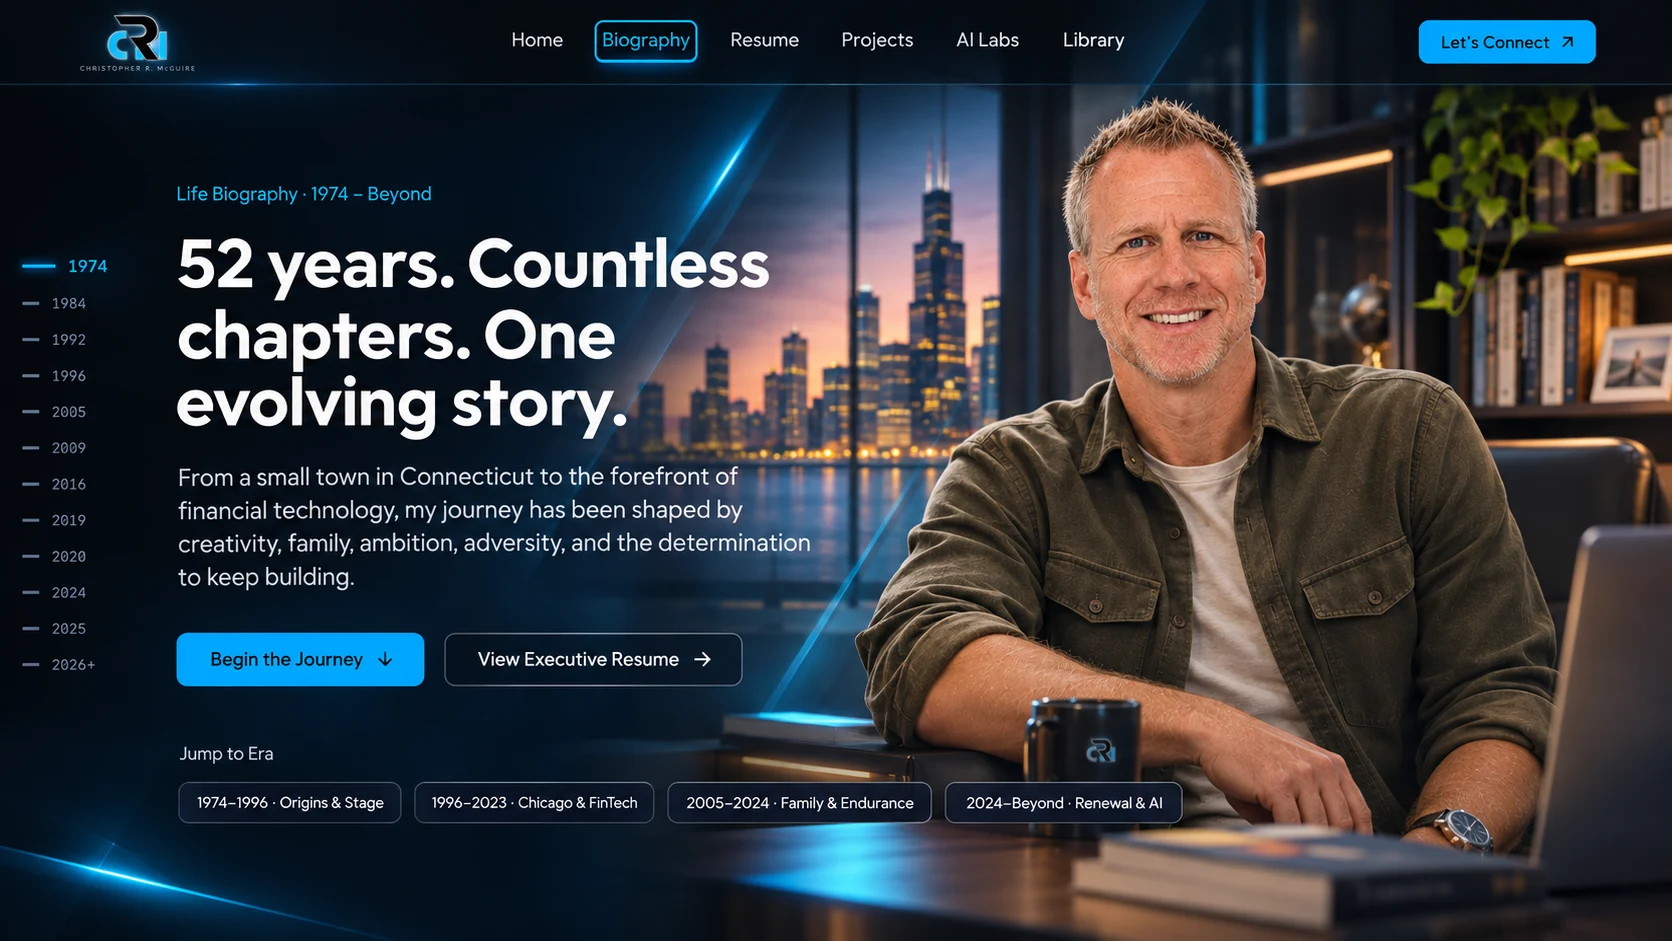 CRM
CHRISTOPHER R. McGUIRE
Home
Biography
Resume
Projects
AI Labs
Library
Let's Connect ↗
Life Biography · 1974 – Beyond
52 years. Countless
chapters. One
evolving story.
From a small town in Connecticut to the forefront of
financial technology, my journey has been shaped by
creativity, family, ambition, adversity, and the determination
to keep building.
Begin the Journey ↓
View Executive Resume →
1974
1984
1992
1996
2005
2009
2016
2019
2020
2024
2025
2026+
Jump to Era
1974–1996 · Origins & Stage
1996–2023 · Chicago & FinTech
2005–2024 · Family & Endurance
2024–Beyond · Renewal & AI